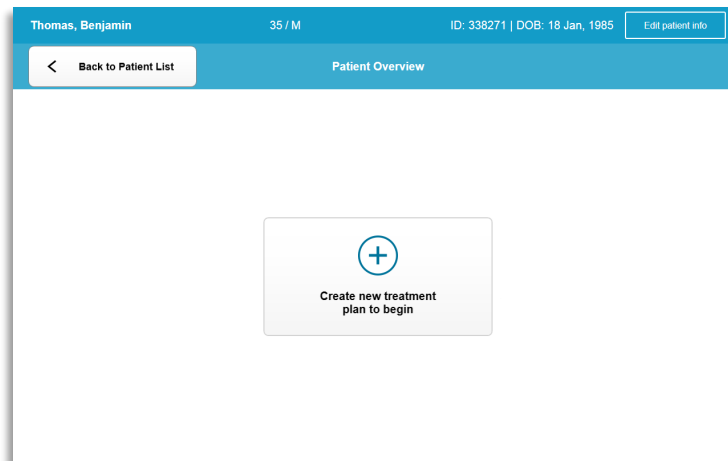 Thomas, Benjamin 35 / M ID: 338271 | DOB: 18 Jan, 1985 Edit patient info
Back to Patient List Patient Overview
Create new treatment
plan to begin